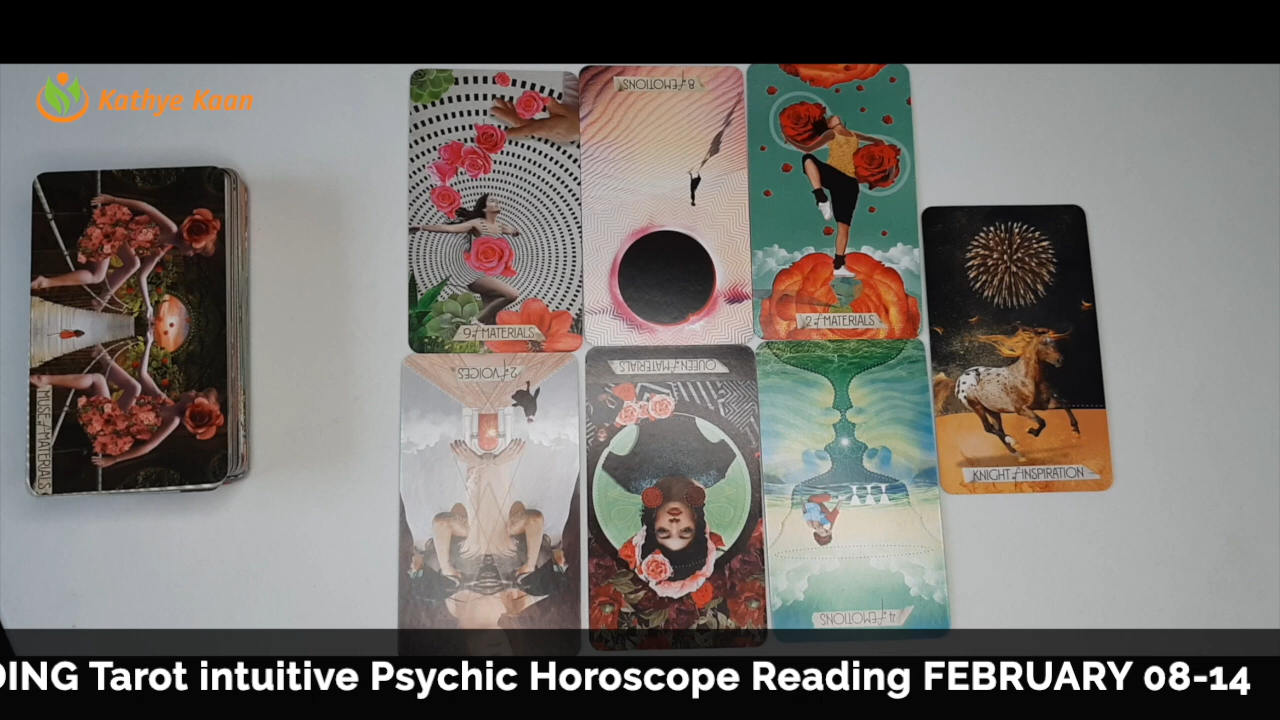 Kathye Kaan
9 of MATERIALS
8 of EMOTIONS
2 of MATERIALS
2 of VOICES
QUEEN of MATERIALS
4 of EMOTIONS
KNIGHT of INSPIRATION
MUSE of MATERIALS
DING Tarot intuitive Psychic Horoscope Reading FEBRUARY 08-14